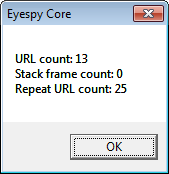 Eyespy Core
URL count: 13
Stack frame count: 0
Repeat URL count: 25
OK